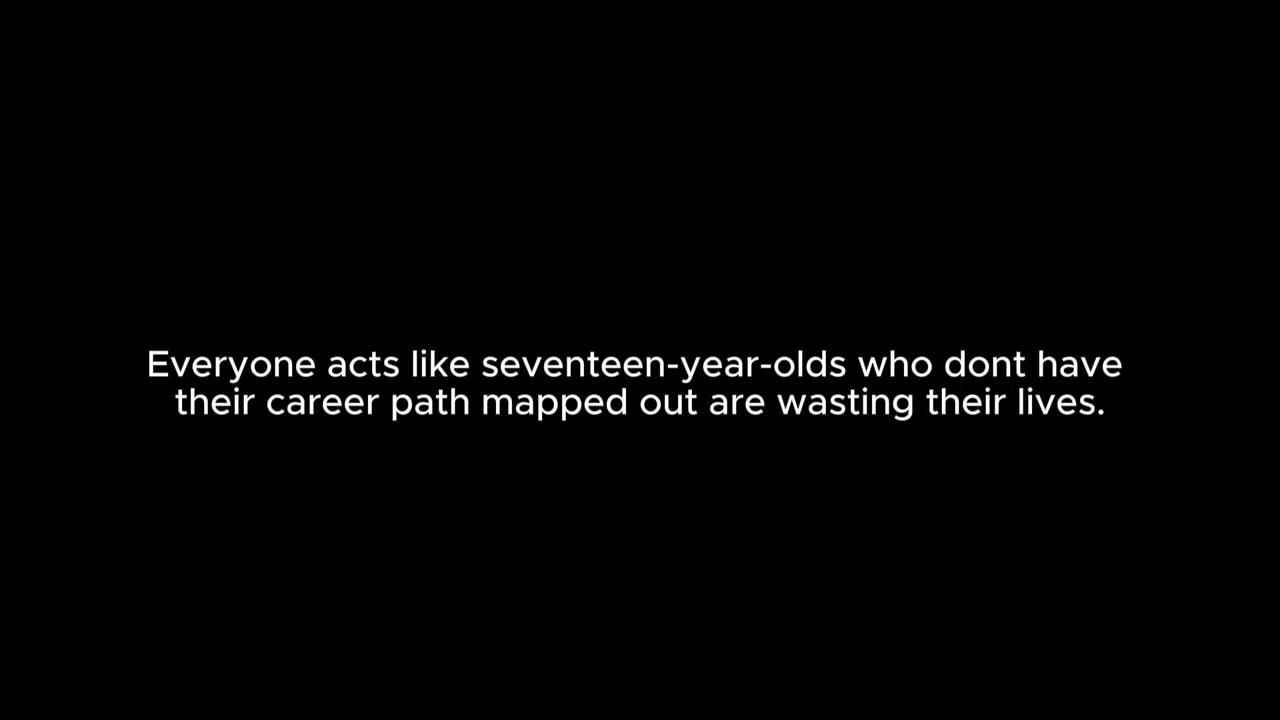 Everyone acts like seventeen-year-olds who dont have
their career path mapped out are wasting their lives.